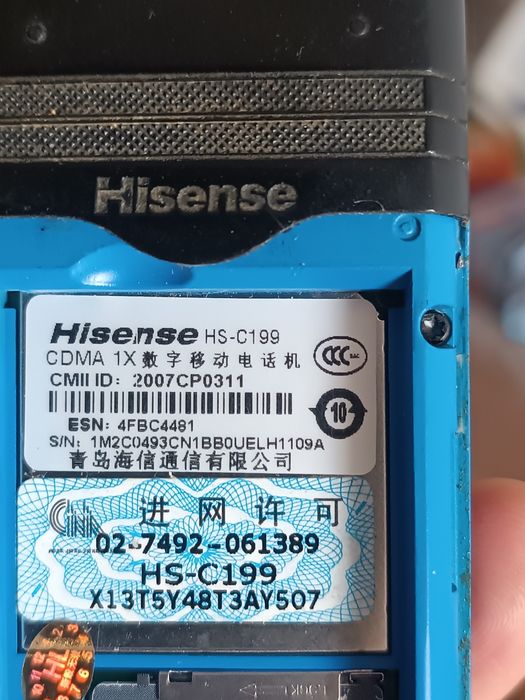 Hisense
Hisense HS-C199
CDMA 1X 数字移动电话机
CMII ID: 2007CP0311
ESN: 4FBC4481
10
S/N: 1M2C0493CN1BB0UELH1109A
青岛海信通信有限公司
进网许可
02-7492-061389
HS-C199
X13T5Y48T3AY507